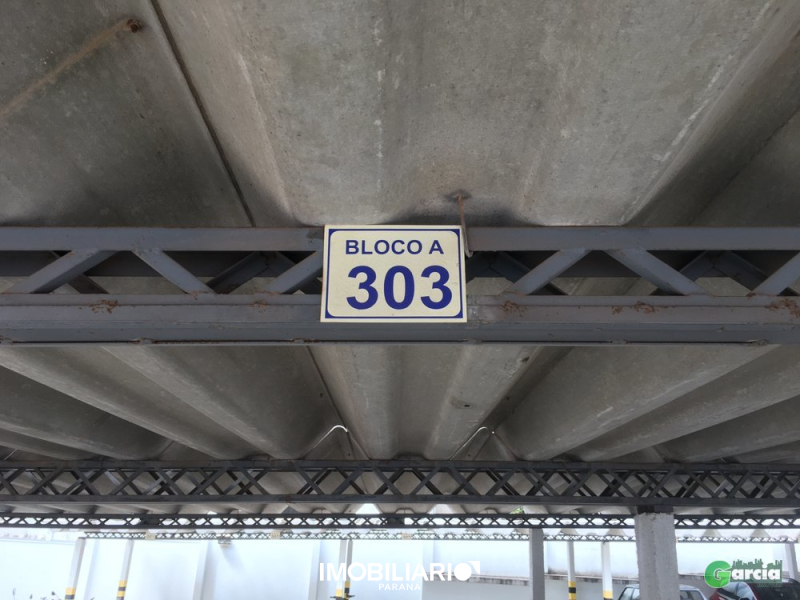 BLOCO A
303
IMOBILIARIO
PARANÁ
Garcia